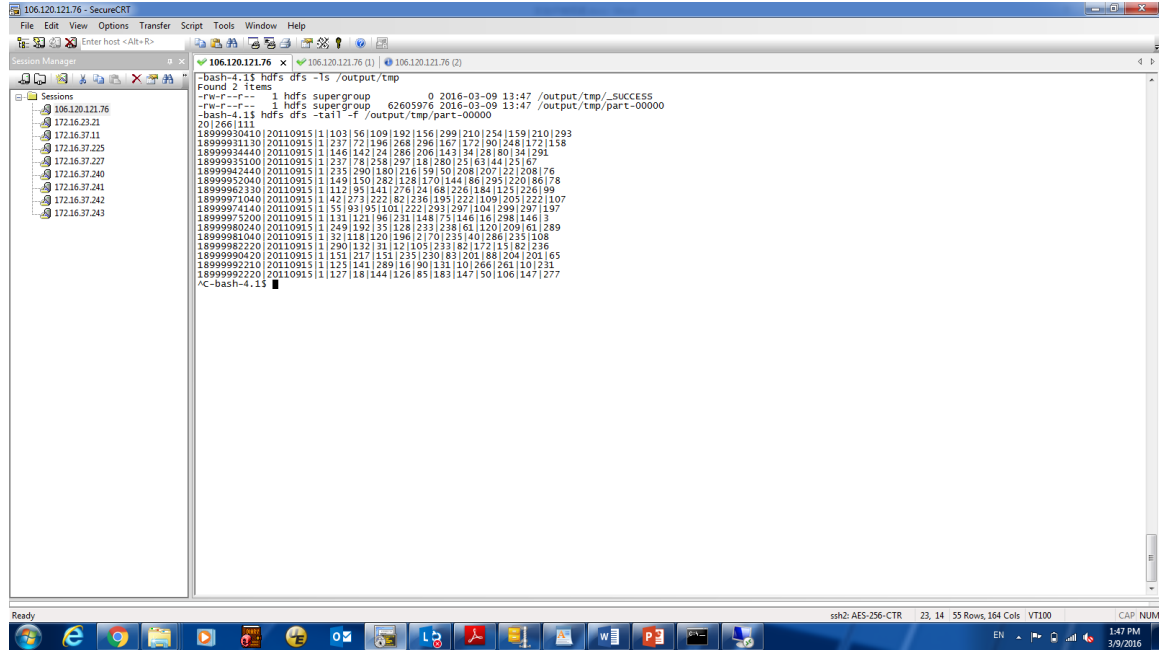 106.120.121.76 - SecureCRT
File Edit View Options Transfer Script Tools Window Help
Enter host <Alt+R>
Session Manager
106.120.121.76 106.120.121.76 (1) 106.120.121.76 (2)
Sessions
106.120.121.76
172.16.23.21
172.16.37.11
172.16.37.225
172.16.37.227
172.16.37.240
172.16.37.241
172.16.37.242
172.16.37.243
-bash-4.1$ hdfs dfs -ls /output/tmp
Found 2 items
-rw-r--r-- 1 hdfs supergroup 0 2016-03-09 13:47 /output/tmp/_SUCCESS
-rw-r--r-- 1 hdfs supergroup 62605976 2016-03-09 13:47 /output/tmp/part-00000
-bash-4.1$ hdfs dfs -tail -f /output/tmp/part-00000
20|266|111
18999930410|20110915|1|103|56|109|192|156|299|210|254|159|210|293
18999931130|20110915|1|237|72|196|268|296|167|172|90|248|172|158
18999934440|20110915|1|146|142|24|286|206|143|34|28|80|34|291
18999935100|20110915|1|237|78|258|297|18|280|25|63|44|25|67
18999942440|20110915|1|235|290|180|216|59|50|208|207|22|208|76
18999952040|20110915|1|149|150|282|128|170|144|86|295|220|86|78
18999962330|20110915|1|112|95|141|276|24|68|226|184|125|226|99
18999971040|20110915|1|42|273|222|82|236|195|222|109|205|222|107
18999974140|20110915|1|55|93|95|101|222|293|297|104|299|297|197
18999975200|20110915|1|131|121|96|231|148|75|146|16|298|146|3
18999980240|20110915|1|249|192|35|128|233|238|61|120|209|61|289
18999981040|20110915|1|32|118|120|196|2|70|235|40|286|235|108
18999982220|20110915|1|290|132|31|12|105|233|82|172|15|82|236
18999990420|20110915|1|151|217|151|235|230|83|201|88|204|201|65
18999992210|20110915|1|125|141|289|16|90|131|10|266|261|10|231
18999992220|20110915|1|127|18|144|126|85|183|147|50|106|147|277
^C-bash-4.1$
Ready ssh2: AES-256-CTR 23, 14 55 Rows, 164 Cols VT100 CAP NUM
EN 1:47 PM
3/9/2016